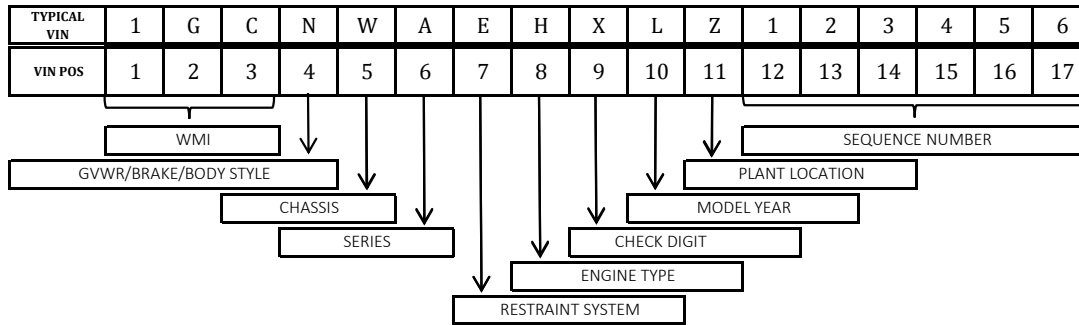 TYPICAL
VIN
1 G C N W A E H X L Z 1 2 3 4 5 6
VIN POS 1 2 3 4 5 6 7 8 9 10 11 12 13 14 15 16 17
WMI SEQUENCE NUMBER
GVWR/BRAKE/BODY STYLE PLANT LOCATION
CHASSIS MODEL YEAR
SERIES CHECK DIGIT
ENGINE TYPE
RESTRAINT SYSTEM